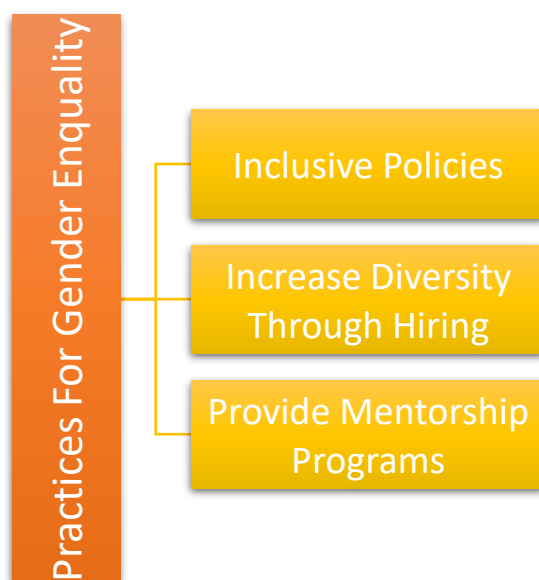 Practices For Gender Enquality
Inclusive Policies
Increase Diversity
Through Hiring
Provide Mentorship
Programs